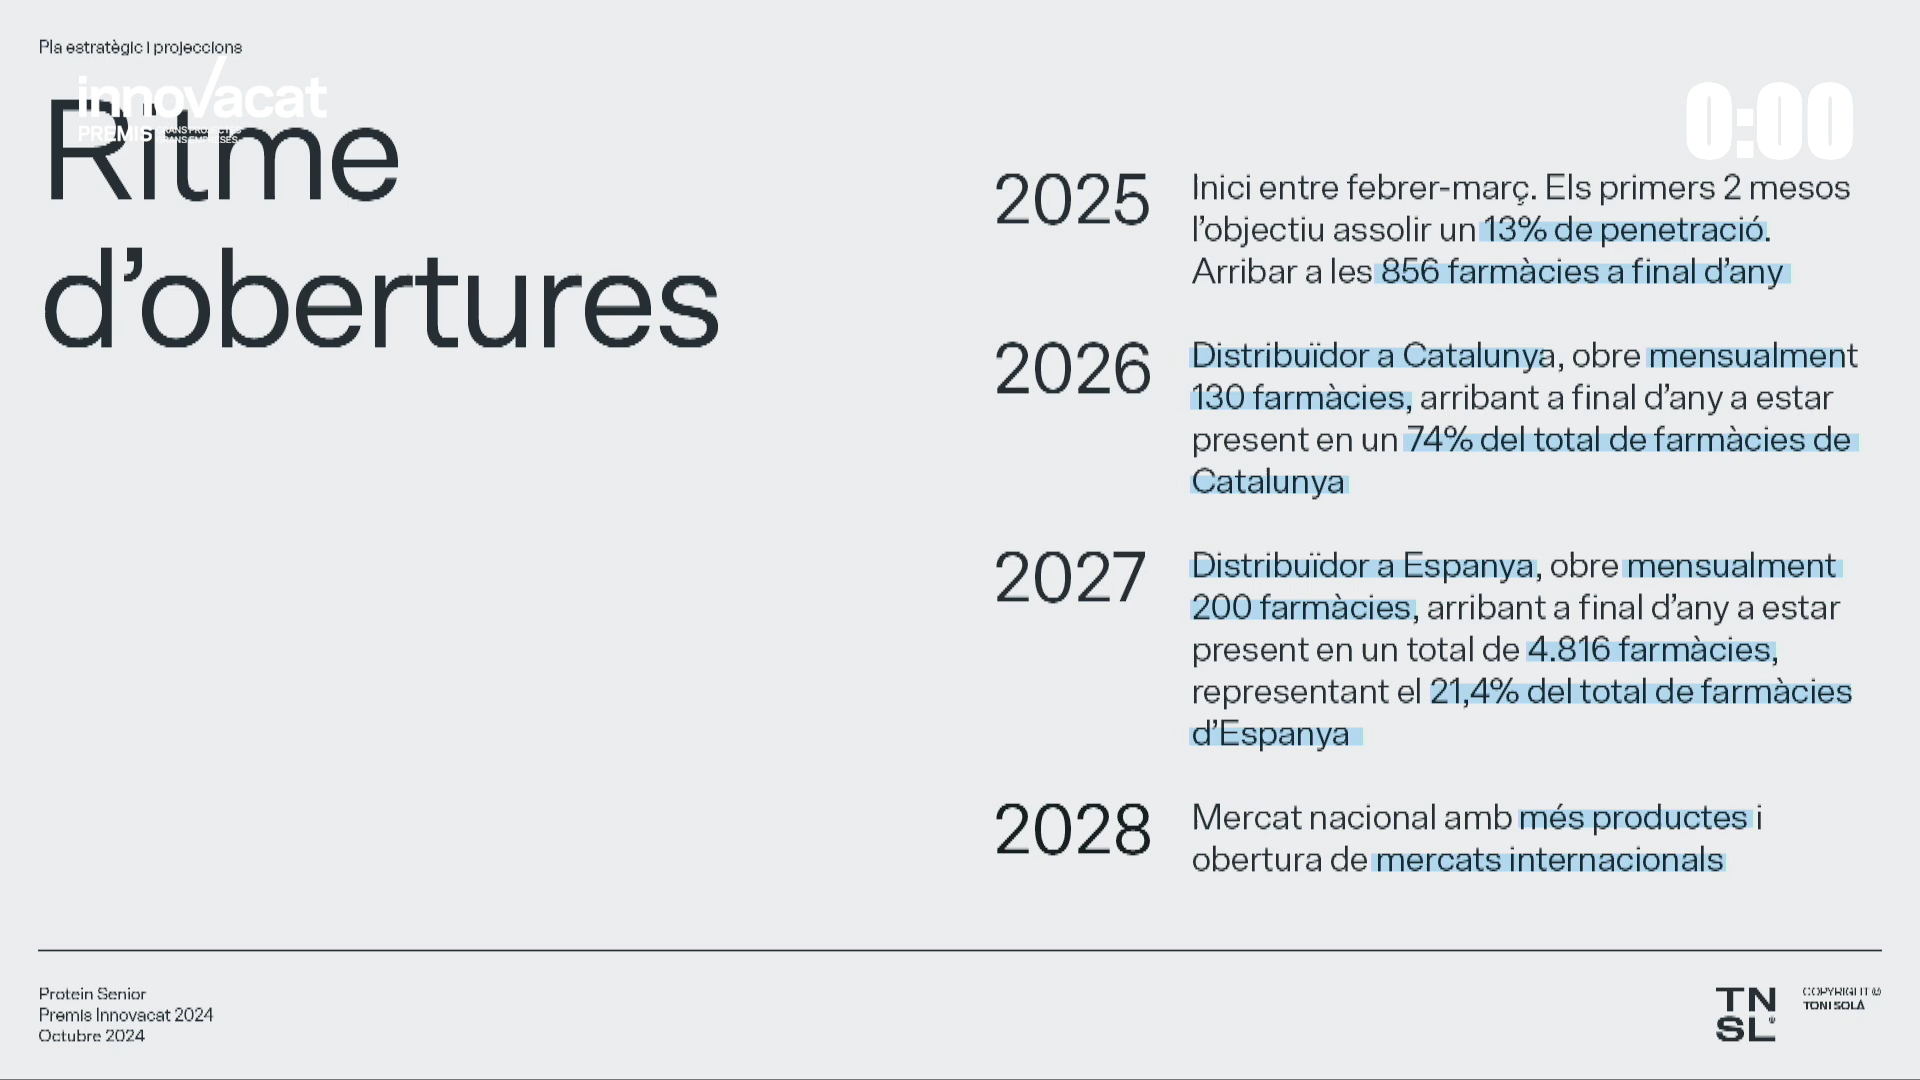 Pla estratègic i projeccions
innovacat
PREMIS
0:00
Ritme
d’obertures
2025
Inici entre febrer-març. Els primers 2 mesos
l’objectiu assolir un 13% de penetració.
Arribar a les 856 farmàcies a final d’any
2026
Distribuïdor a Catalunya, obre mensualment
130 farmàcies, arribant a final d’any a estar
present en un 74% del total de farmàcies de
Catalunya
2027
Distribuïdor a Espanya, obre mensualment
200 farmàcies, arribant a final d’any a estar
present en un total de 4.816 farmàcies,
representant el 21,4% del total de farmàcies
d’Espanya
2028
Mercat nacional amb més productes i
obertura de mercats internacionals
Protein Senior
Premis Innovacat 2024
Octubre 2024
TN
SL
COPYRIGHT ©
TONI SOLÀ